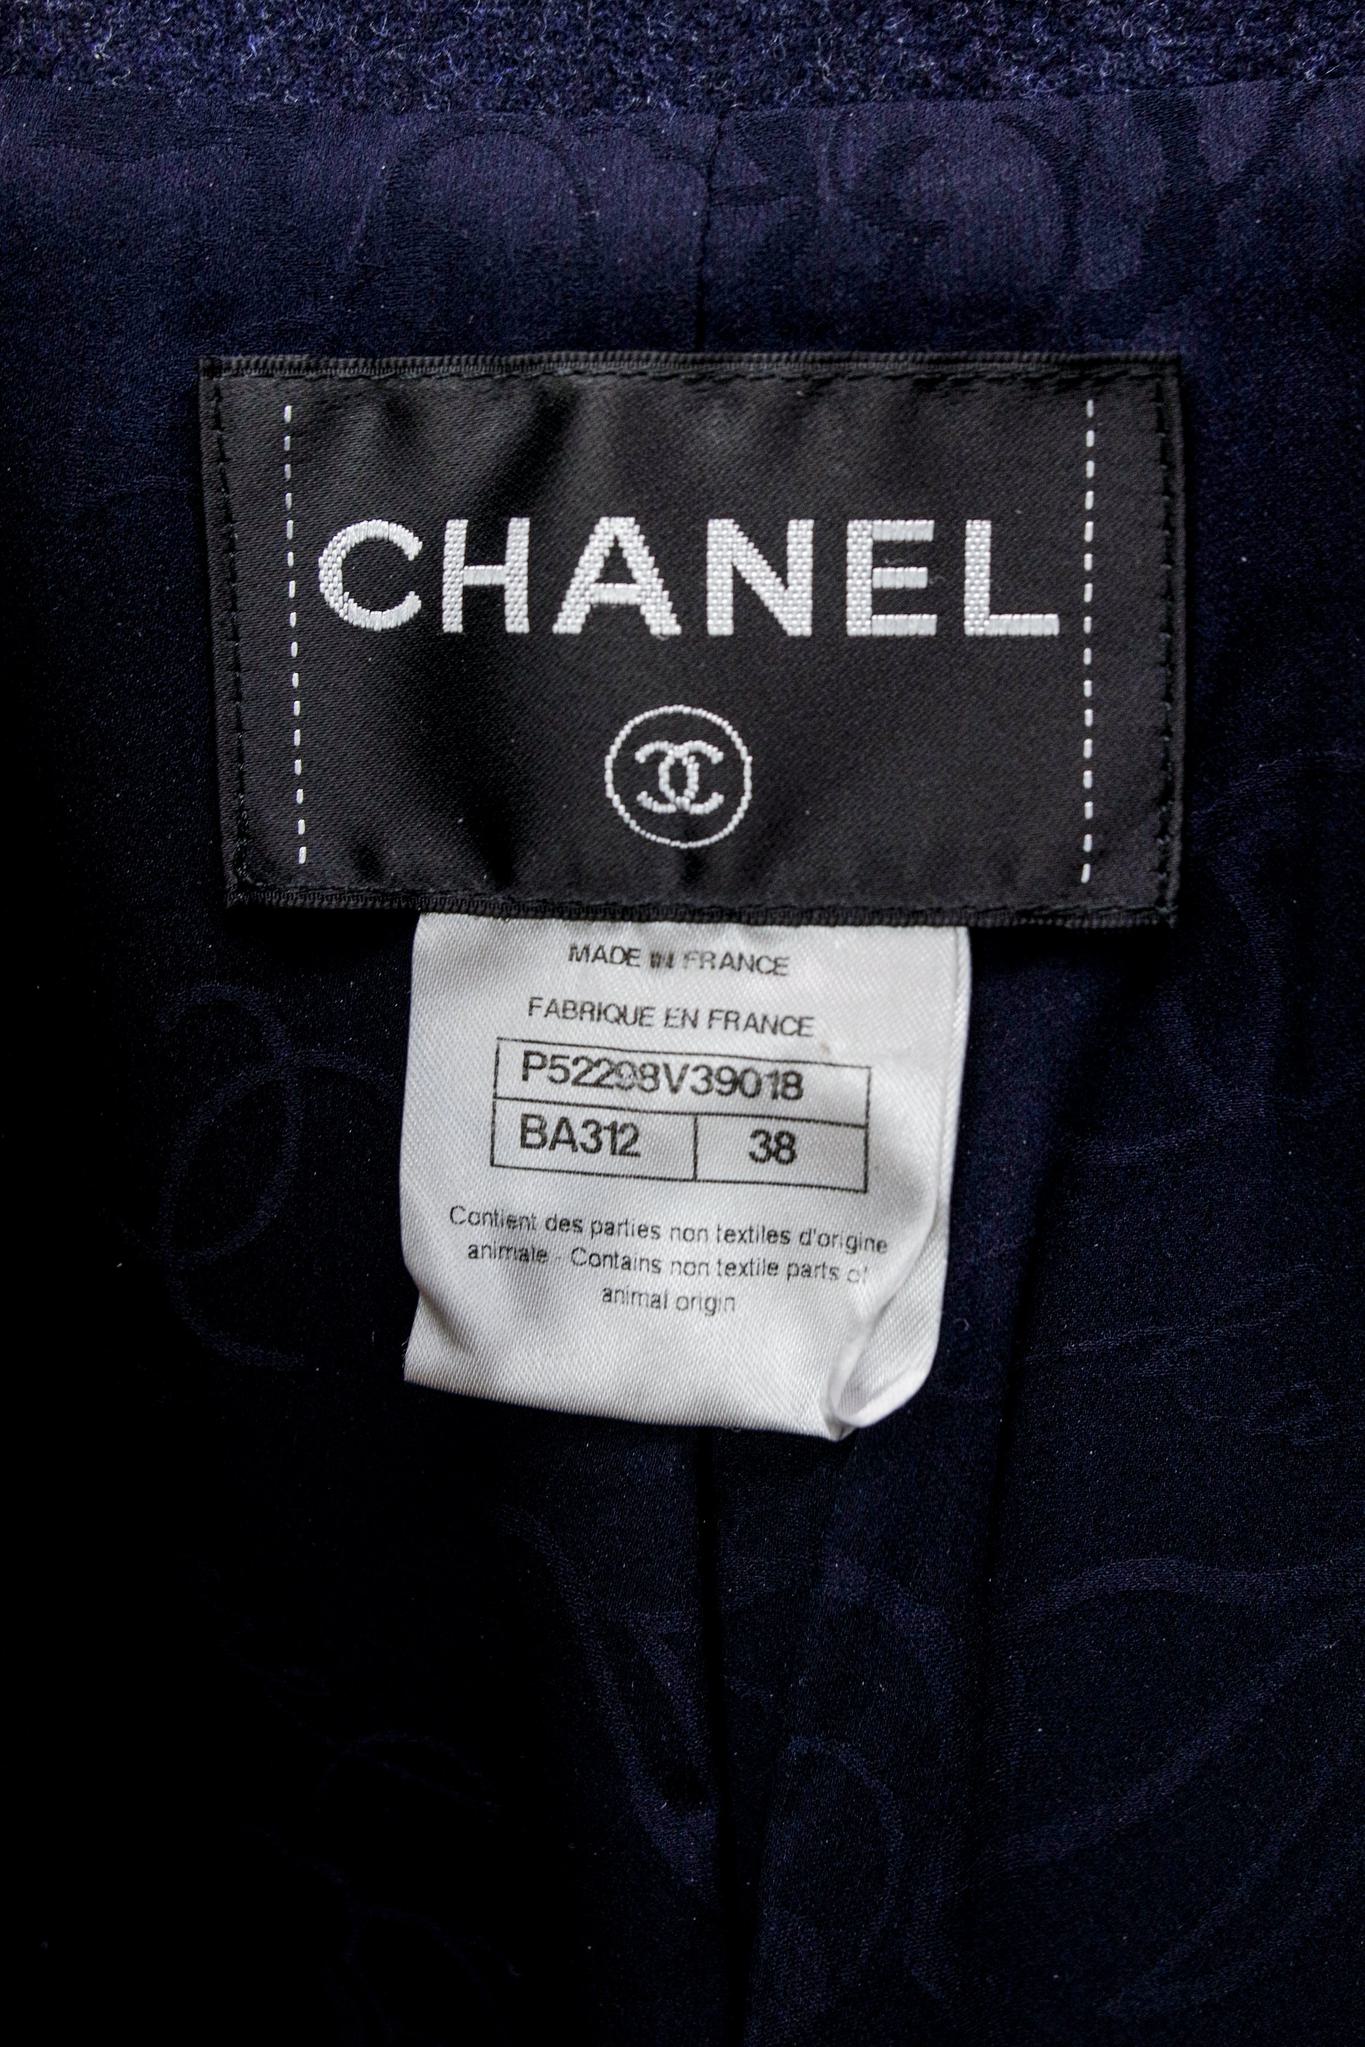 CHANEL
MADE IN FRANCE
FABRIQUE EN FRANCE
P52298V39018
BA312 38
Contient des parties non textiles d'origine
animale - Contains non textile parts of
animal origin